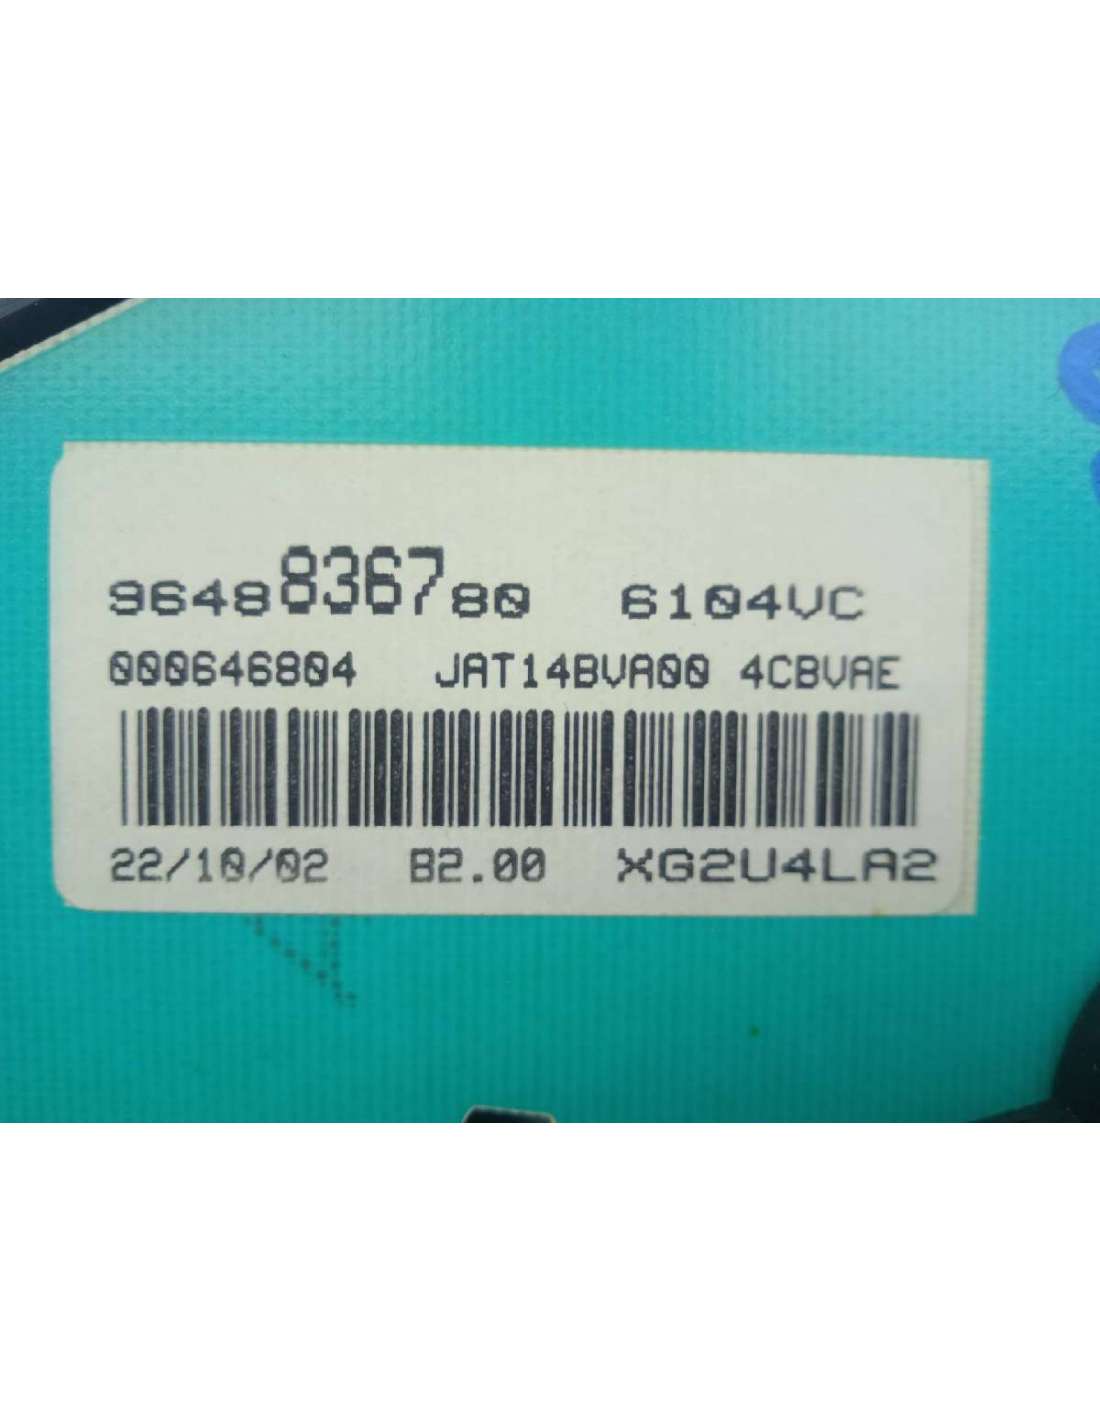 9648836780 6104VC
000646804 JAT14BVA00 4CBVAE
22/10/02 B2.00 XG2U4LA2